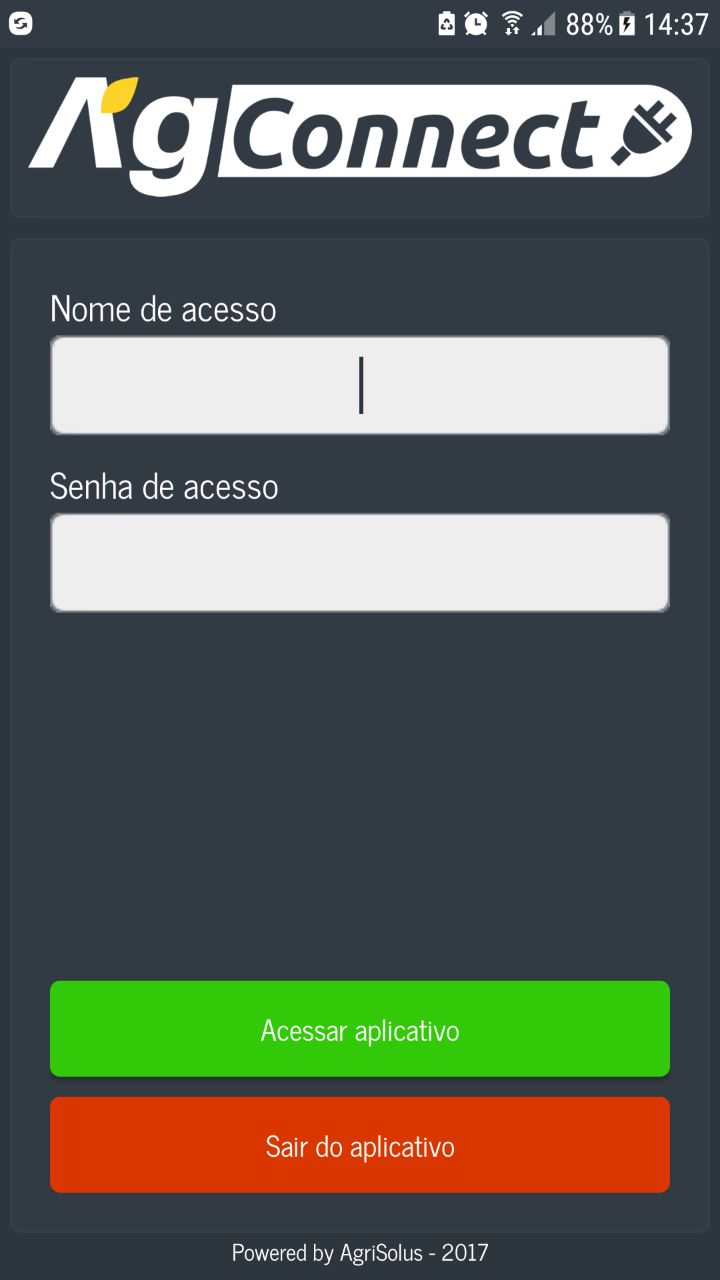 88% 14:37
AgConnect
Nome de acesso
Senha de acesso
Acessar aplicativo
Sair do aplicativo
Powered by AgriSolus - 2017